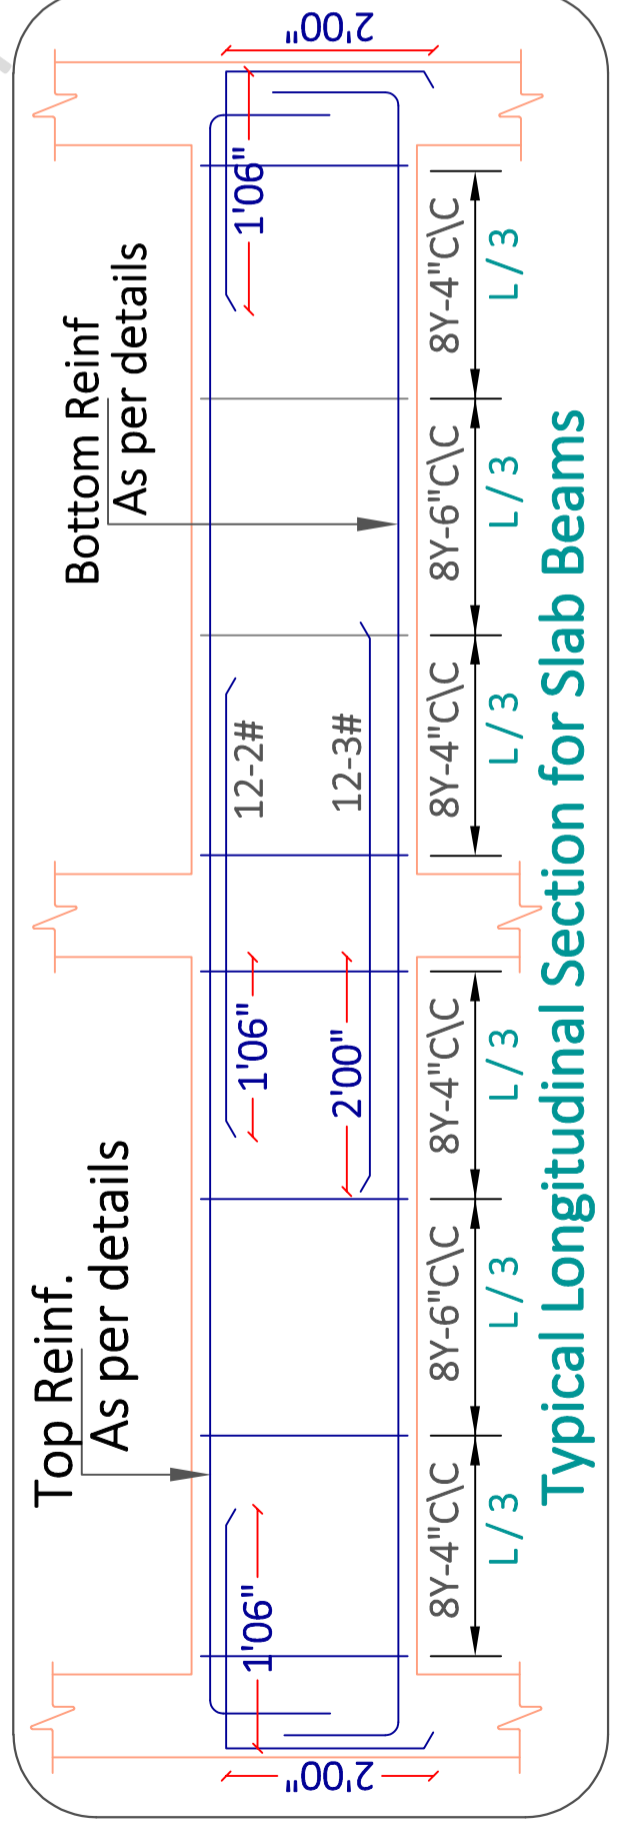 Top Reinf.
As per details
Bottom Reinf
As per details
2'00"
1'06"
1'06"
2'00"
12-2#
12-3#
1'06"
2'00"
8Y-4"C\C
8Y-6"C\C
8Y-4"C\C
8Y-4"C\C
8Y-6"C\C
8Y-4"C\C
L / 3
L / 3
L / 3
L / 3
L / 3
L / 3
Typical Longitudinal Section for Slab Beams